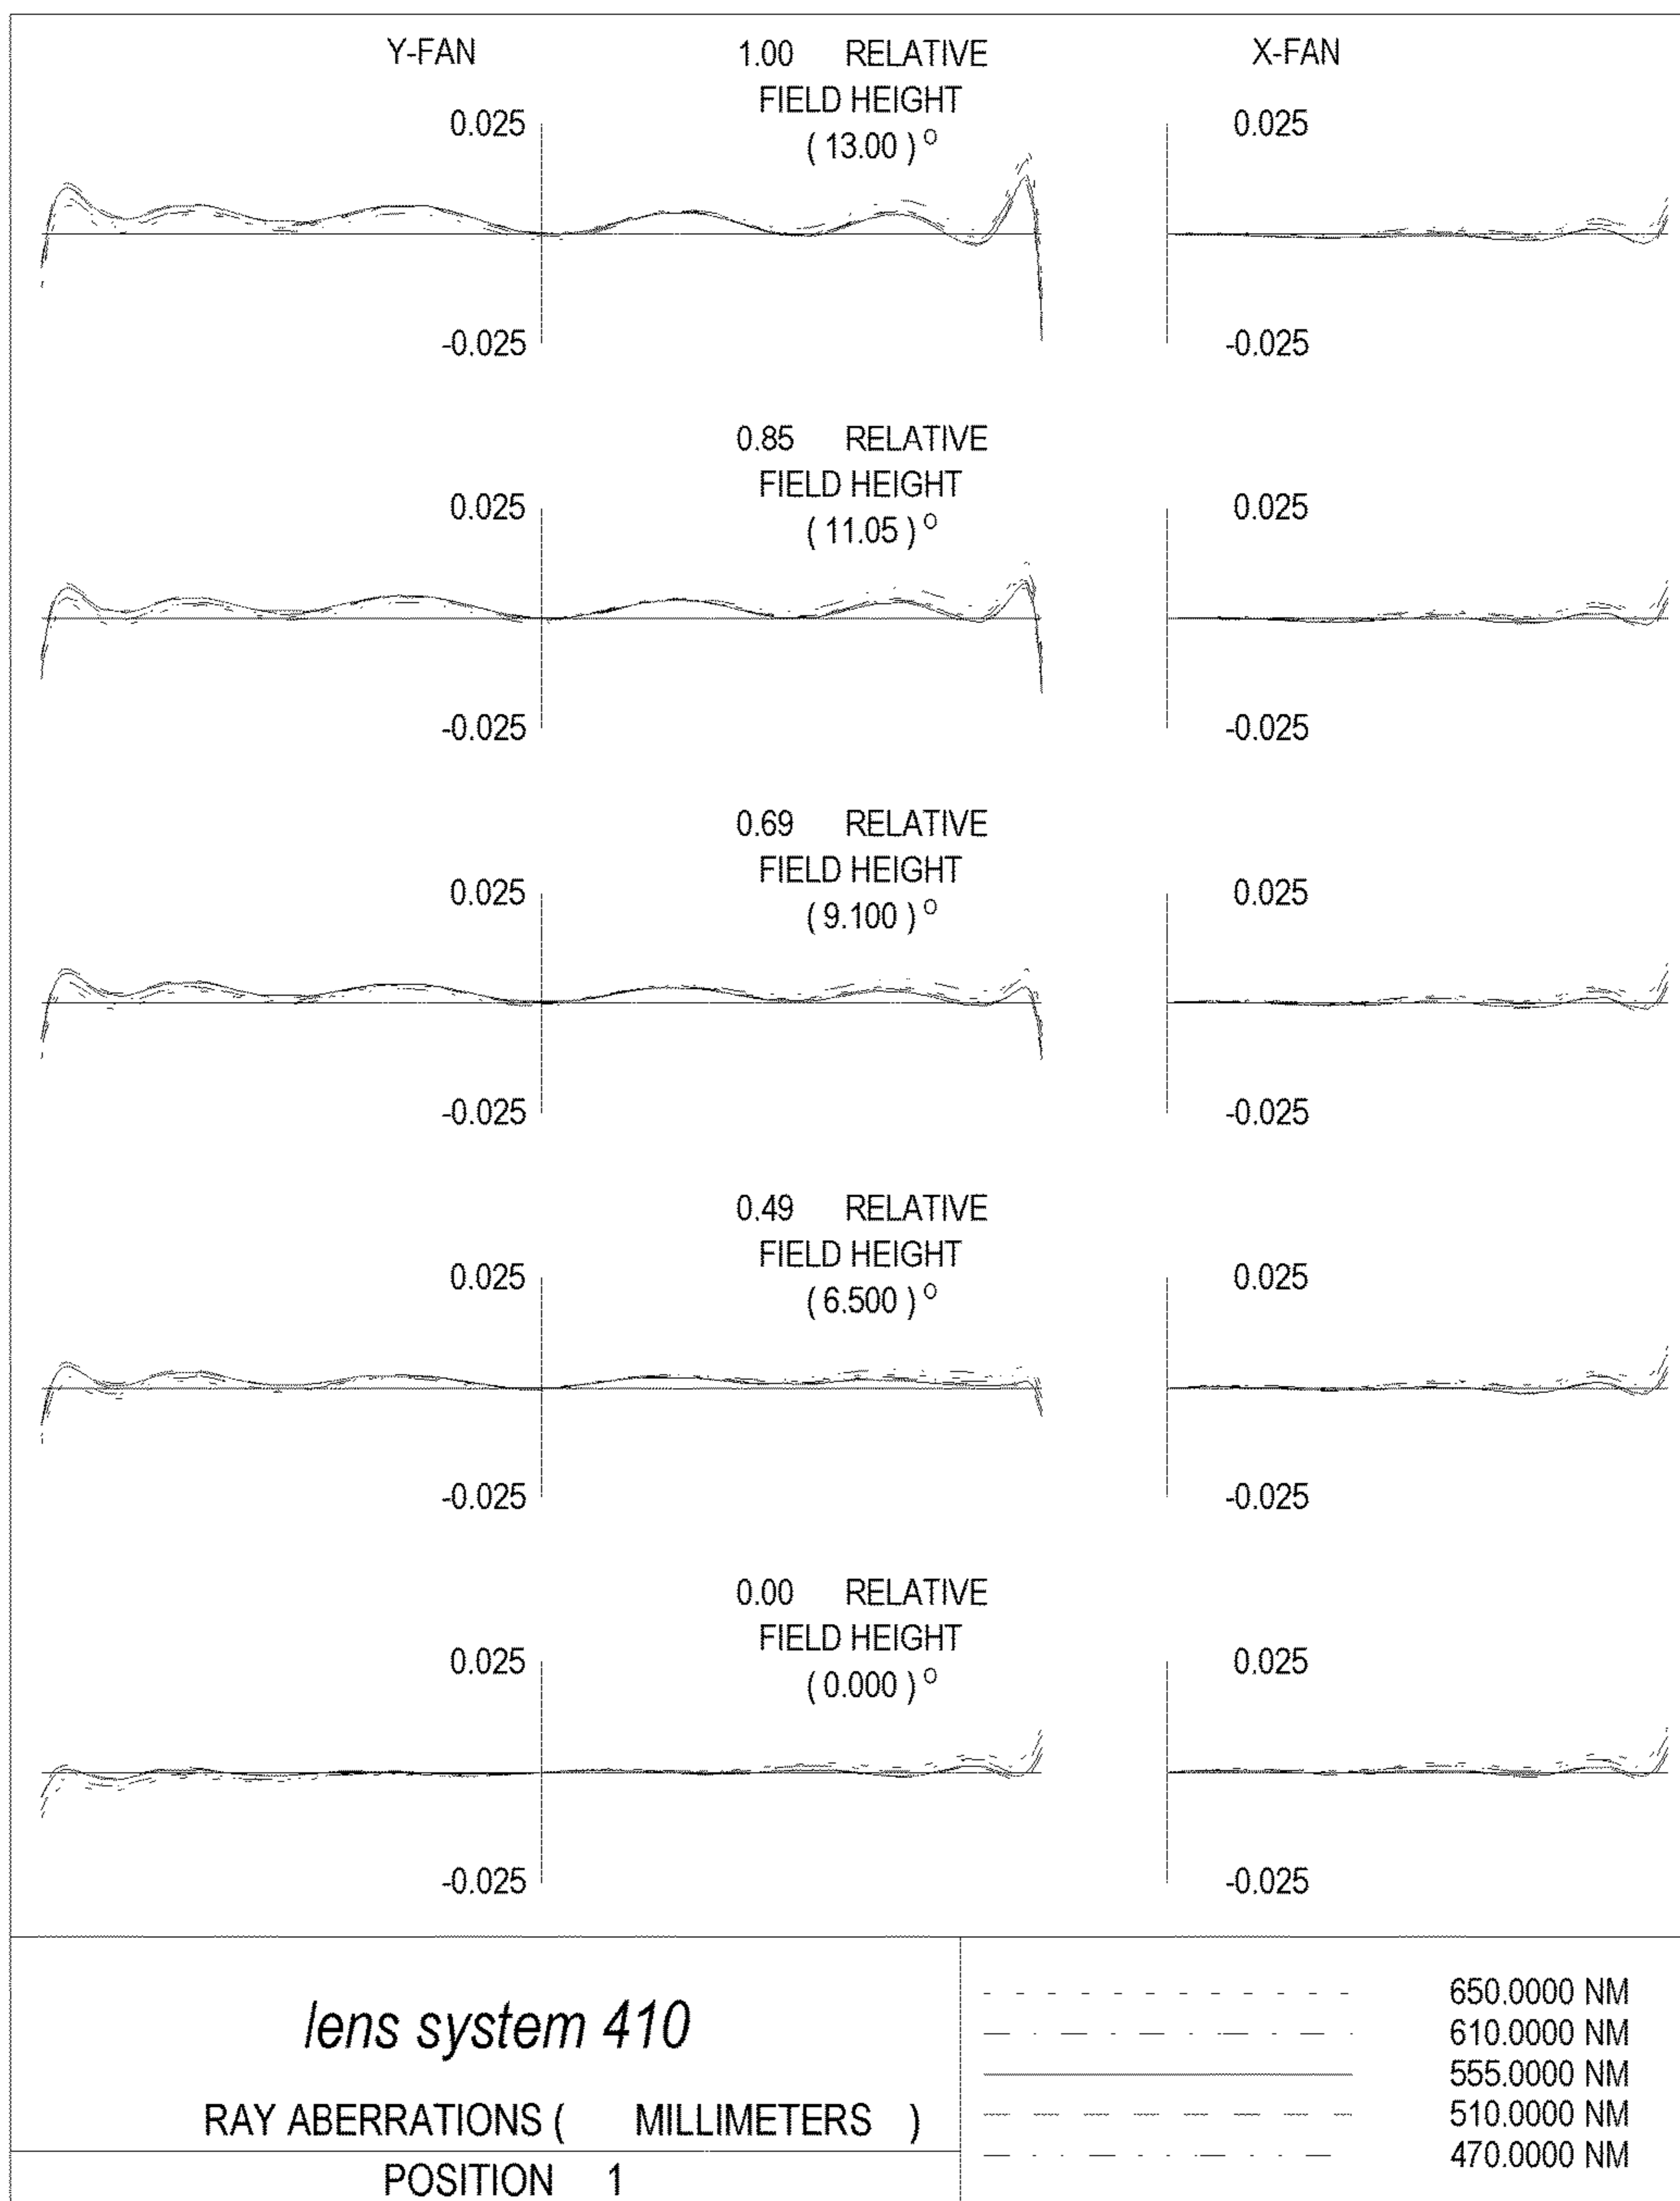 Y-FAN 1.00 RELATIVE X-FAN
FIELD HEIGHT
0.025 ( 13.00 ) O 0.025
-0.025 -0.025
0.85 RELATIVE
FIELD HEIGHT
0.025 ( 11.05 ) O 0.025
-0.025 -0.025
0.69 RELATIVE
FIELD HEIGHT
0.025 ( 9.100 ) O 0.025
-0.025 -0.025
0.49 RELATIVE
FIELD HEIGHT
0.025 ( 6.500 ) O 0.025
-0.025 -0.025
0.00 RELATIVE
FIELD HEIGHT
0.025 ( 0.000 ) O 0.025
-0.025 -0.025
lens system 410
RAY ABERRATIONS ( MILLIMETERS )
POSITION 1
650.0000 NM
610.0000 NM
555.0000 NM
510.0000 NM
470.0000 NM